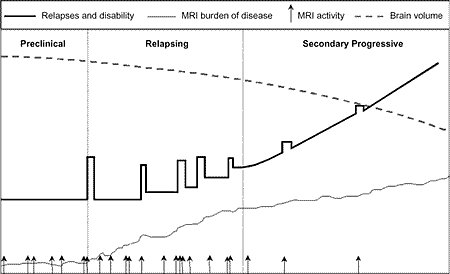 Relapses and disability MRI burden of disease MRI activity Brain volume
Preclinical Relapsing Secondary Progressive